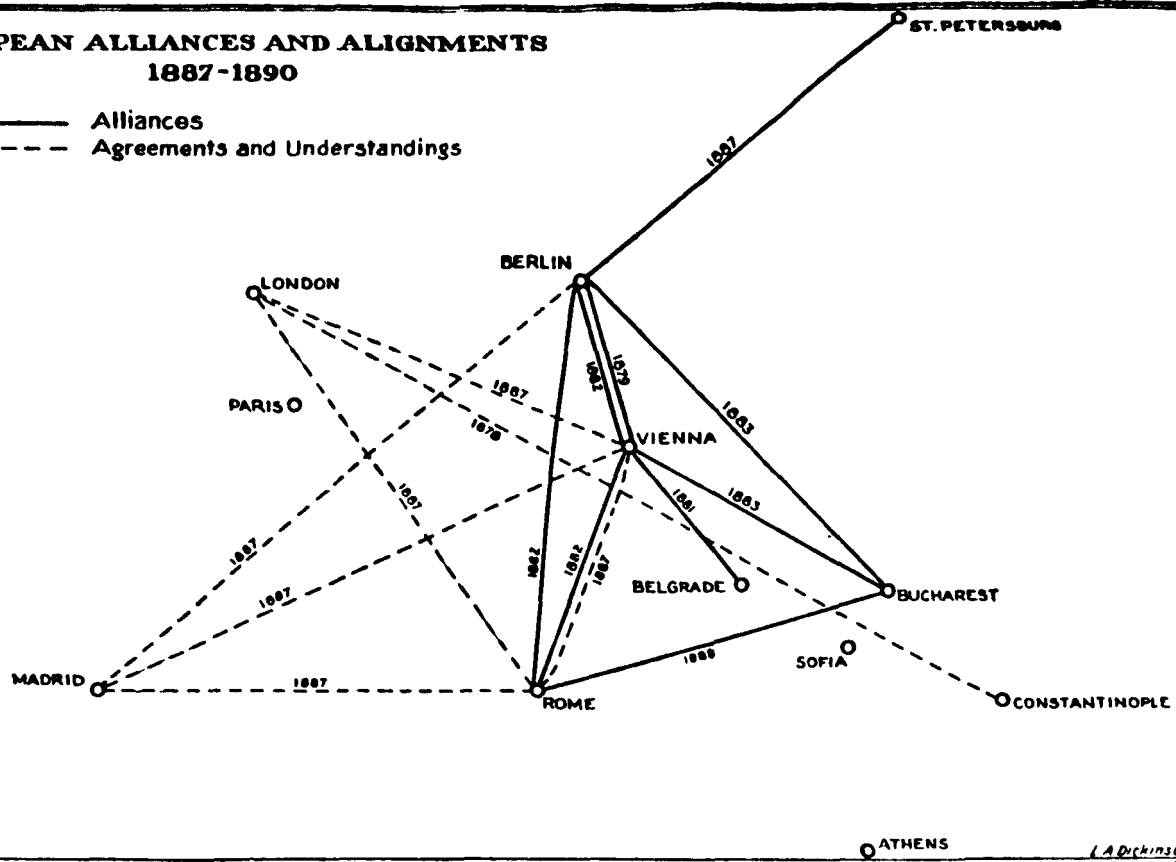 PEAN ALLIANCES AND ALIGNMENTS
1887-1890
Alliances
Agreements and Understandings
ST. PETERSBURG
1887
BERLIN
LONDON
1879
1882
1887
PARIS
1883
1878
VIENNA
1887
1881
1883
1887
1882
1882
1887
BELGRADE
BUCHAREST
1887
SOFIA
1888
MADRID
1887
ROME
CONSTANTINOPLE
ATHENS
L.A. Dickins